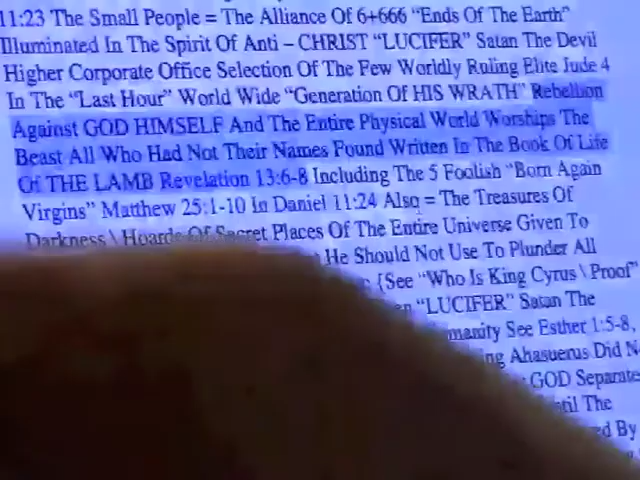 11:23 The Small People = The Alliance Of 6+666 "Ends Of The Earth"
Illuminated In The Spirit Of Anti – CHRIST "LUCIFER" Satan The Devil
Higher Corporate Office Selection Of The Few Worldly Ruling Elite Jude 4
In The "Last Hour" World Wide "Generation Of HIS WRATH" Rebellion
Against GOD HIMSELF And The Entire Physical World Worships The
Beast All Who Had Not Their Names Found Written In The Book Of Life
Of THE LAMB Revelation 13:6-8 Including The 5 Foolish "Born Again
Virgins" Matthew 25:1-10 In Daniel 11:24 Also = The Treasures Of
Darkness \ Hoards Of Secret Places Of The Entire Universe Given To
He Should Not Use To Plunder All
{See "Who Is King Cyrus \ Proof"
"LUCIFER" Satan The
See Esther 1:5-8,
Ahasuerus Did
GOD Separate
The
By